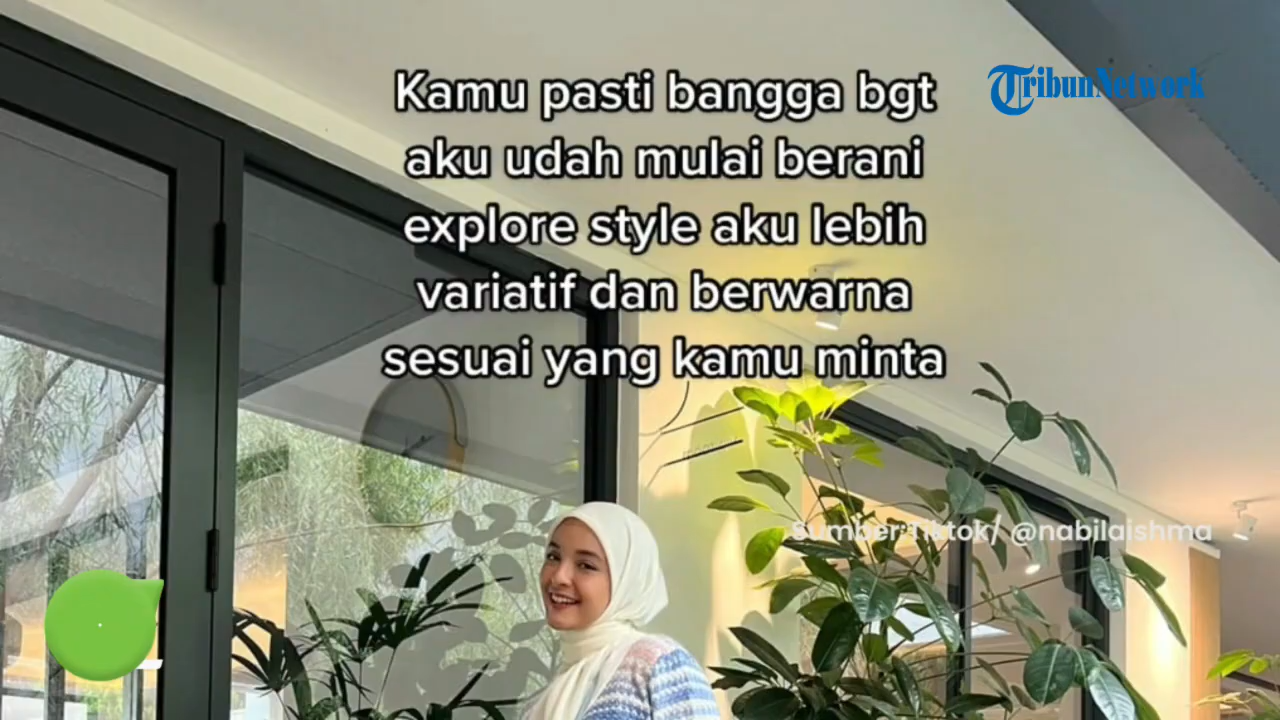 Kamu pasti bangga bgt
aku udah mulai berani
explore style aku lebih
variatif dan berwarna
sesuai yang kamu minta
TribunNetwork
Sumber:Tiktok/ @nabilaishma